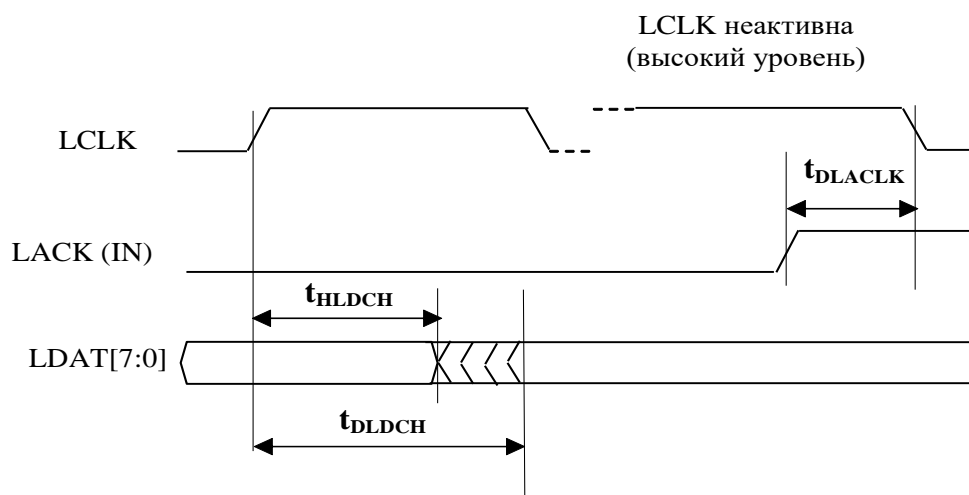 LCLK неактивна
(высокий уровень)
LCLK
tDLACLK
LACK (IN)
tHLDCH
LDAT[7:0]
tDLDCH